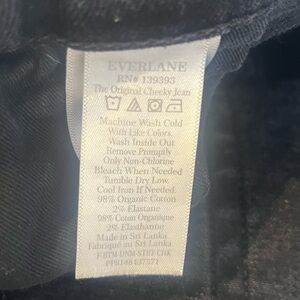 EVERLANE
RN# 139393
The Original Cheeky Jean
Machine Wash Cold
With Like Colors.
Wash Inside Out
Remove Promptly
Only Non-Chlorine
Bleach When Needed
Tumble Dry Low.
Cool Iron If Needed.
98% Organic Cotton
2% Elastane
98% Coton Organique
2% Elasthanne
Made in Sri Lanka
Fabriqué au Sri Lanka